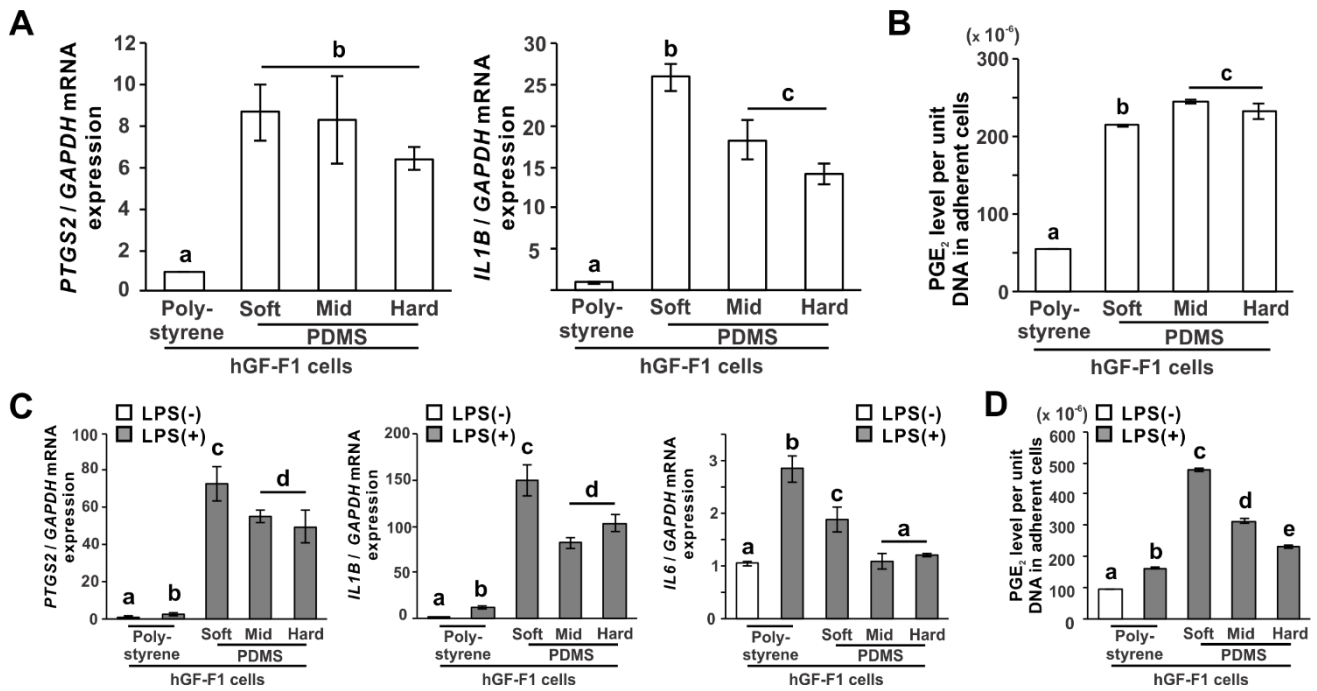 A
PTGS2 / GAPDH mRNA
expression
12
10
8
6
4
2
0
a
b
Poly-
styrene
Soft
Mid
Hard
PDMS
hGF-F1 cells
IL1B / GAPDH mRNA
expression
30
25
20
15
10
5
a
b
c
Poly-
styrene
Soft
Mid
Hard
PDMS
hGF-F1 cells
B
(x 10-6)
PGE2 level per unit
DNA in adherent cells
300
200
100
0
a
b
c
Poly-
styrene
Soft
Mid
Hard
PDMS
hGF-F1 cells
C
LPS(-)
LPS(+)
PTGS2 / GAPDH mRNA
expression
100
80
60
40
20
0
a
b
c
d
Poly-
styrene
Soft
Mid
Hard
PDMS
hGF-F1 cells
LPS(-)
LPS(+)
IL1B / GAPDH mRNA
expression
200
150
100
50
0
a
b
c
d
Poly-
styrene
Soft
Mid
Hard
PDMS
hGF-F1 cells
LPS(-)
LPS(+)
IL6 / GAPDH mRNA
expression
3
2
1
0
a
b
c
a
Poly-
styrene
Soft
Mid
Hard
PDMS
hGF-F1 cells
D
(x 10-6)
LPS(-)
LPS(+)
PGE2 level per unit
DNA in adherent cells
600
500
400
300
200
100
0
a
b
c
d
e
Poly-
styrene
Soft
Mid
Hard
PDMS
hGF-F1 cells